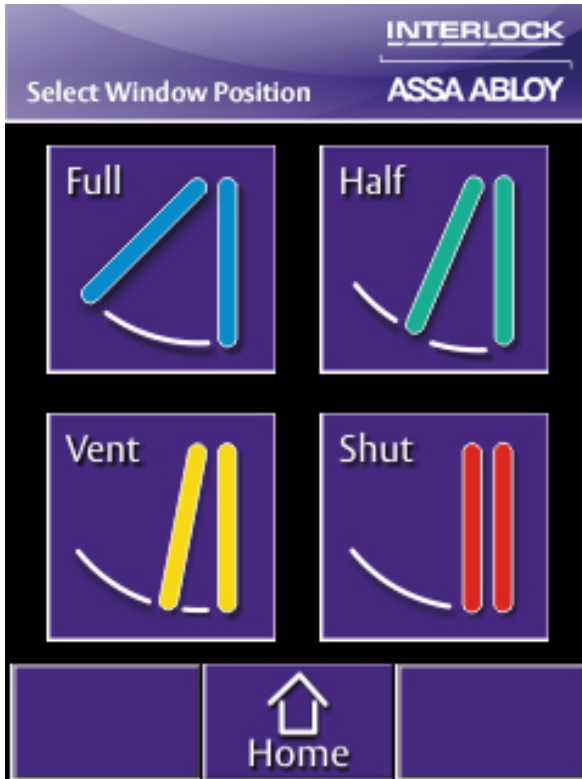 INTERLOCK
Select Window Position
ASSA ABLOY
Full
Half
Vent
Shut
Home